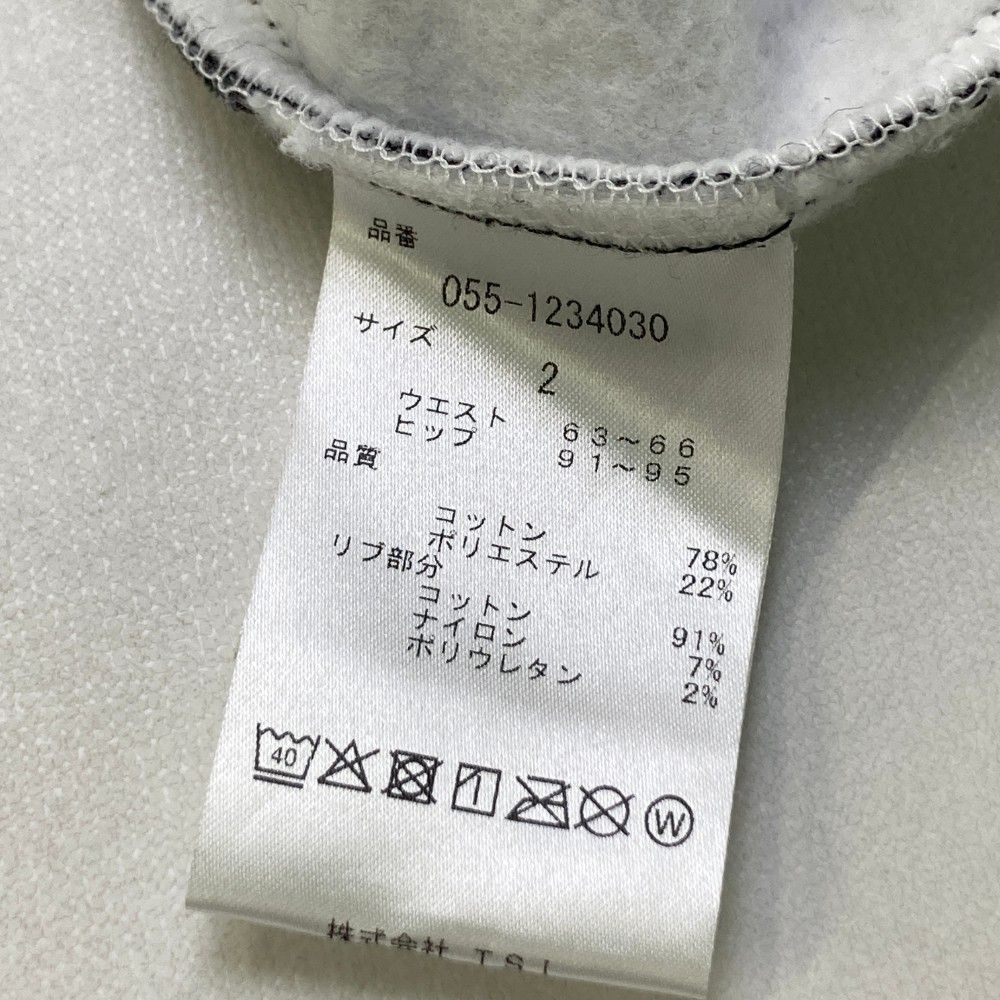 品番
055-1234030
サイズ
2
ウエスト 63~66
ヒップ 91~95
品質
コットン 78%
ポリエステル 22%
リブ部分
コットン 91%
ナイロン 7%
ポリウレタン 2%
40
W
株式会社 TSI